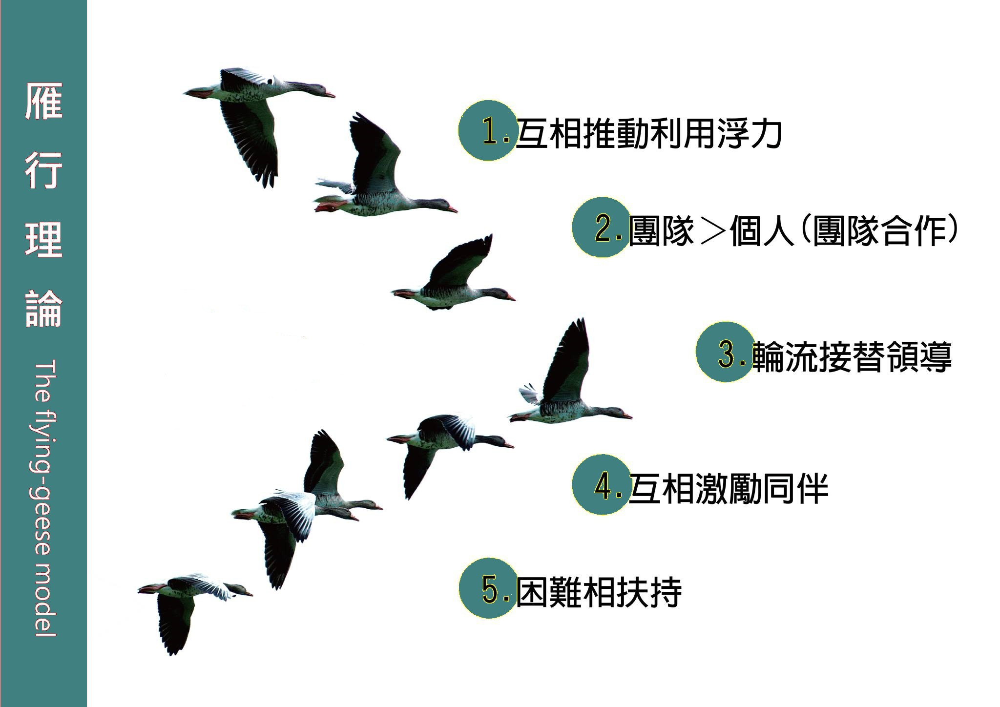 雁行理論 The flying-geese model
1.互相推動利用浮力
2.團隊＞個人(團隊合作)
3.輪流接替領導
4.互相激勵同伴
5.困難相扶持